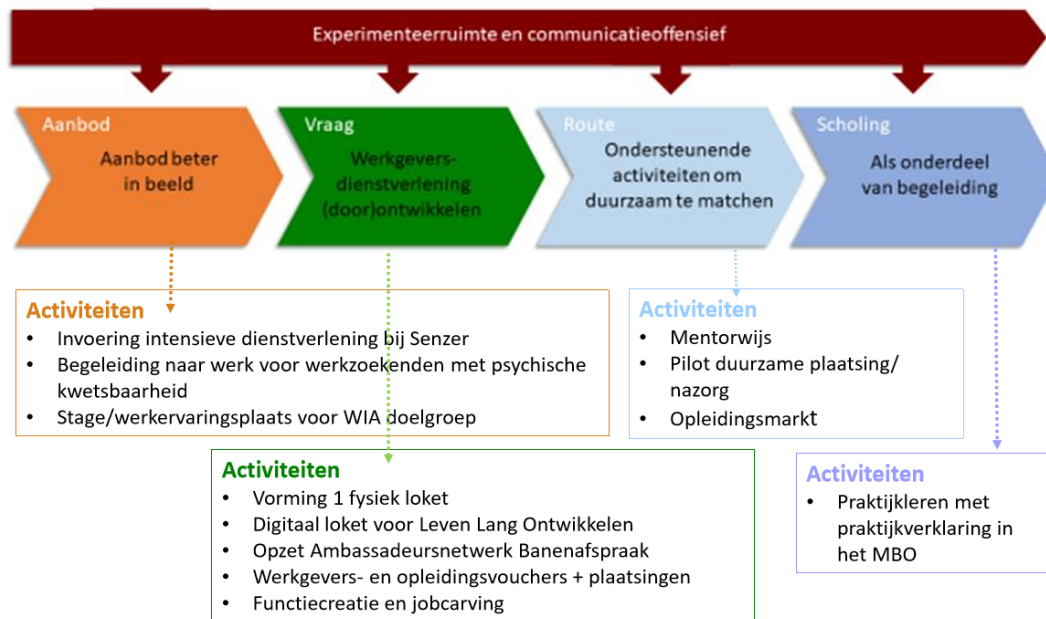 Experimenteerruimte en communicatieoffensief
Aanbod
Aanbod beter
in beeld
Vraag
Werkgevers-
dienstverlening
(door)ontwikkelen
Route
Ondersteunende
activiteiten om
duurzaam te matchen
Scholing
Als onderdeel
van begeleiding
Activiteiten
• Invoering intensieve dienstverlening bij Senzer
• Begeleiding naar werk voor werkzoekenden met psychische
kwetsbaarheid
• Stage/werkervaringsplaats voor WIA doelgroep
Activiteiten
• Vorming 1 fysiek loket
• Digitaal loket voor Leven Lang Ontwikkelen
• Opzet Ambassadeursnetwerk Banenafspraak
• Werkgevers- en opleidingsvouchers + plaatsingen
• Functiecreatie en jobcarving
Activiteiten
• Mentorwijs
• Pilot duurzame plaatsing/
nazorg
• Opleidingsmarkt
Activiteiten
• Praktijkleren met
praktijkverklaring in
het MBO